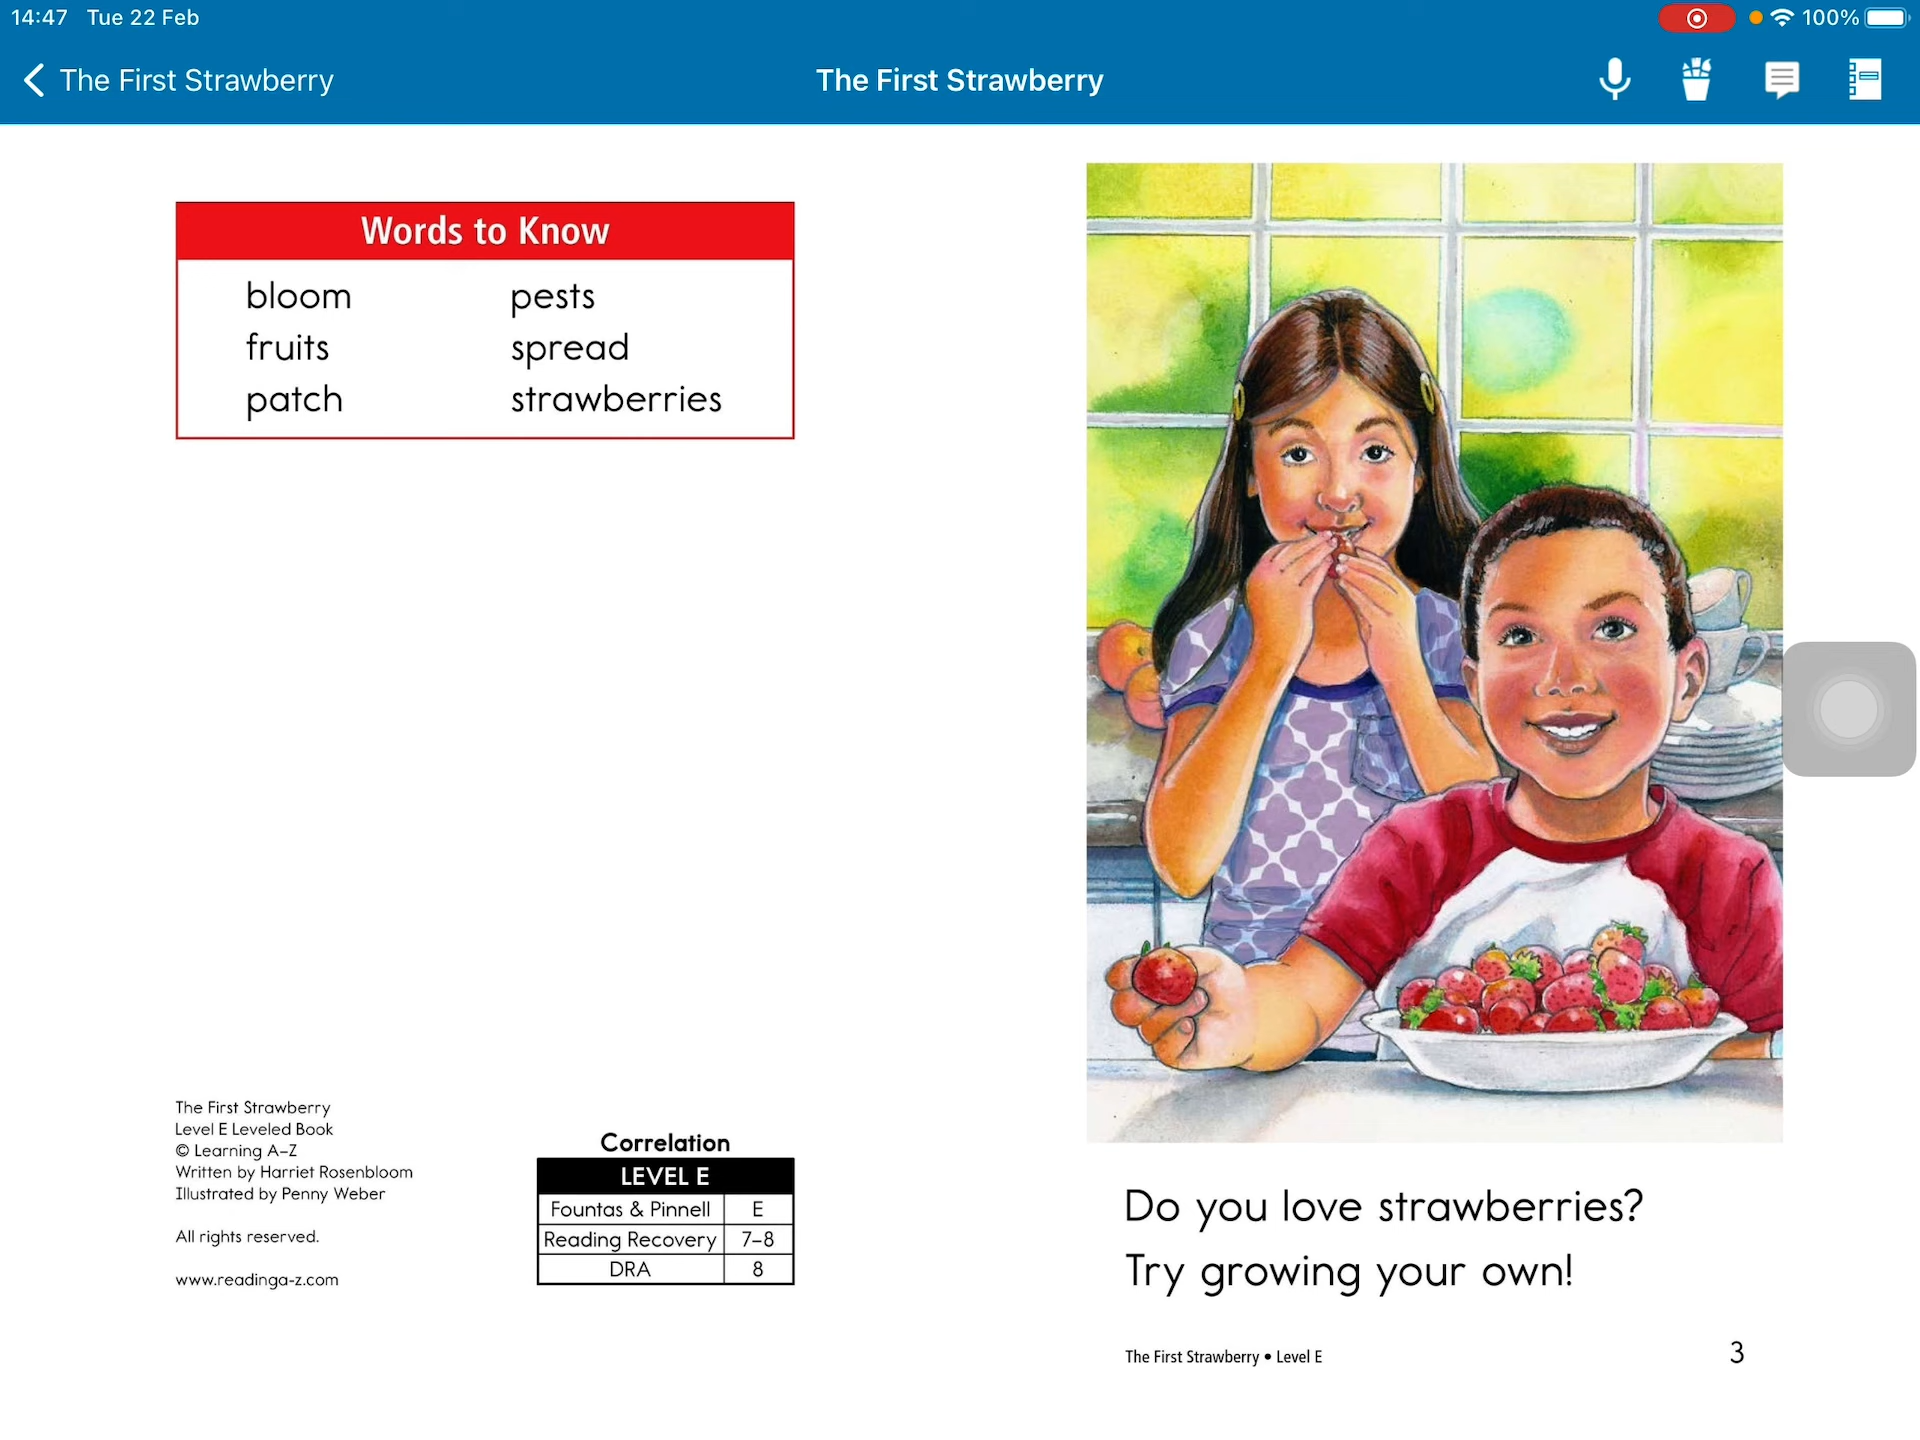 14:47 Tue 22 Feb
100%
The First Strawberry
The First Strawberry
Words to Know
bloom
fruits
patch
pests
spread
strawberries
The First Strawberry
Level E Leveled Book
© Learning A–Z
Written by Harriet Rosenbloom
Illustrated by Penny Weber
All rights reserved.
www.readinga-z.com
Correlation
LEVEL E
Fountas & Pinnell E
Reading Recovery 7–8
DRA 8
Do you love strawberries?
Try growing your own!
The First Strawberry • Level E
3